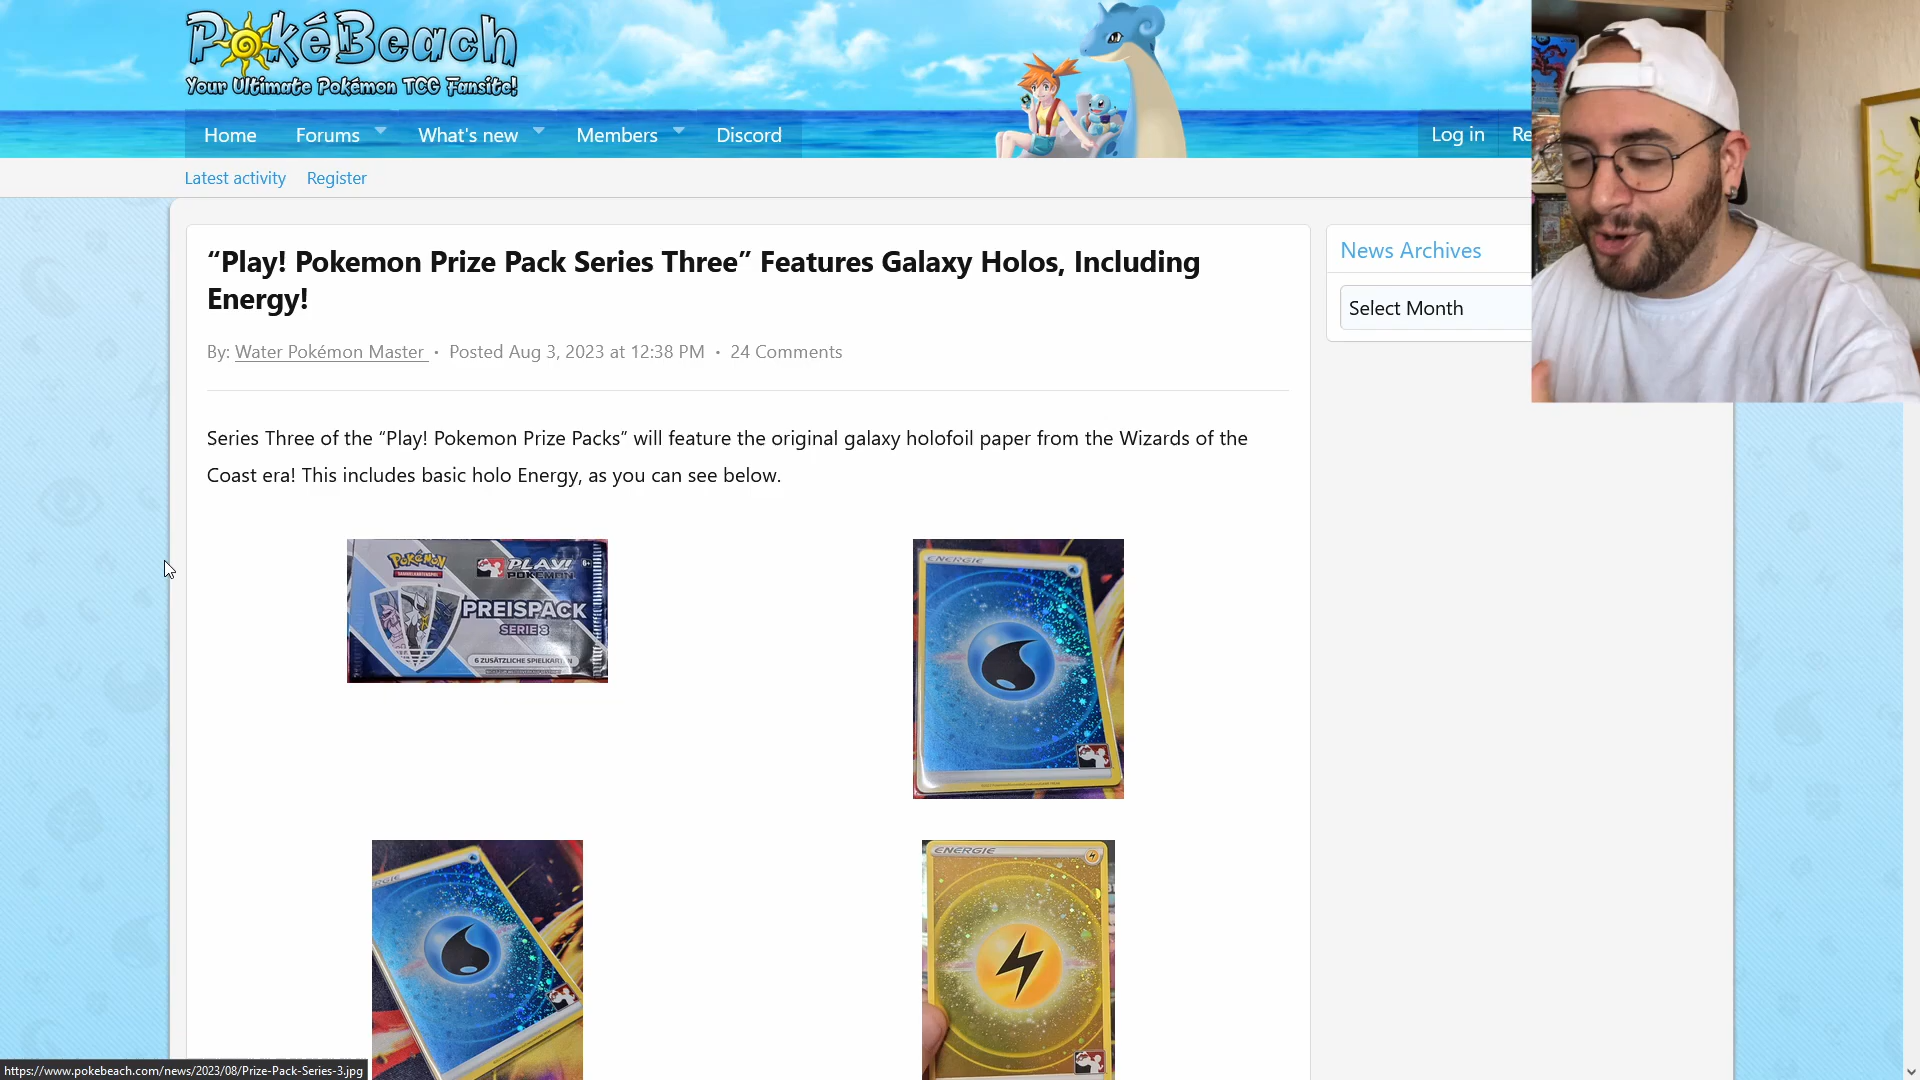 PokéBeach
Your Ultimate Pokémon TCG Fansite!
Home
Forums
What's new
Members
Discord
Log in
Re
Latest activity
Register
“Play! Pokemon Prize Pack Series Three” Features Galaxy Holos, Including
Energy!
By: Water Pokémon Master • Posted Aug 3, 2023 at 12:38 PM • 24 Comments
News Archives
Select Month
Series Three of the “Play! Pokemon Prize Packs” will feature the original galaxy holofoil paper from the Wizards of the
Coast era! This includes basic holo Energy, as you can see below.
POKÉMON
PLAY!
POKÉMON
6+
PREISPACK
SERIE 3
6 ZUSÄTZLICHE SPIELKARTEN
ENERGIE
RGIE
ENERGIE
https://www.pokebeach.com/news/2023/08/Prize-Pack-Series-3.jpg